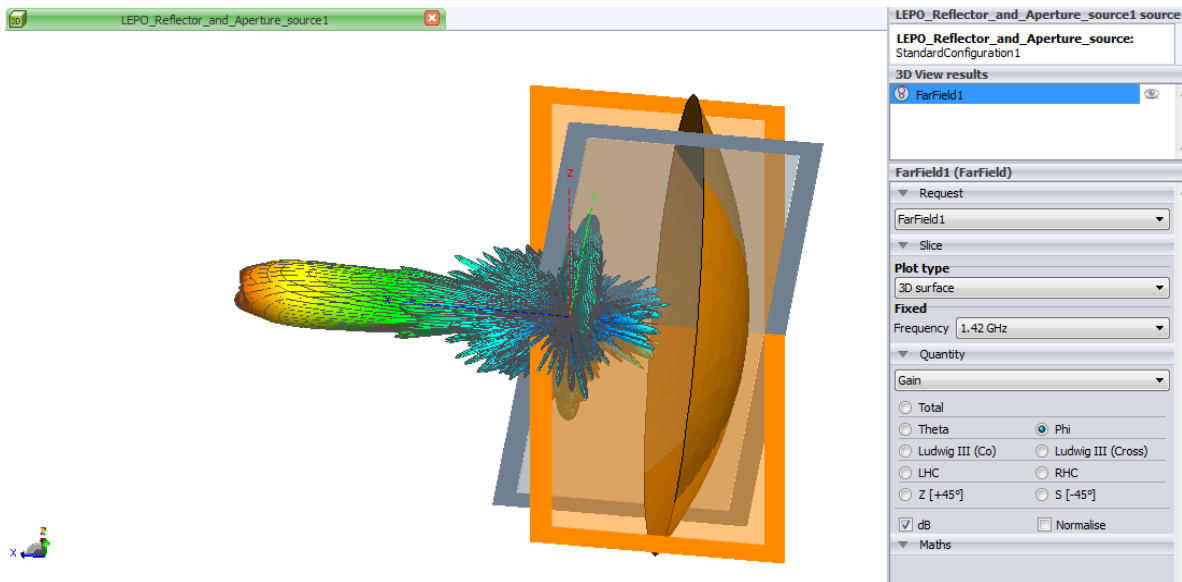 3D
LEPO_Reflector_and_Aperture_source1
Z
Y
X
Z
X
LEPO_Reflector_and_Aperture_source1 source
LEPO_Reflector_and_Aperture_source:
StandardConfiguration1
3D View results
FarField1
FarField1 (FarField)
Request
FarField1
Slice
Plot type
3D surface
Fixed
Frequency 1.42 GHz
Quantity
Gain
Total
Theta Phi
Ludwig III (Co) Ludwig III (Cross)
LHC RHC
Z [+45°] S [-45°]
dB Normalise
Maths